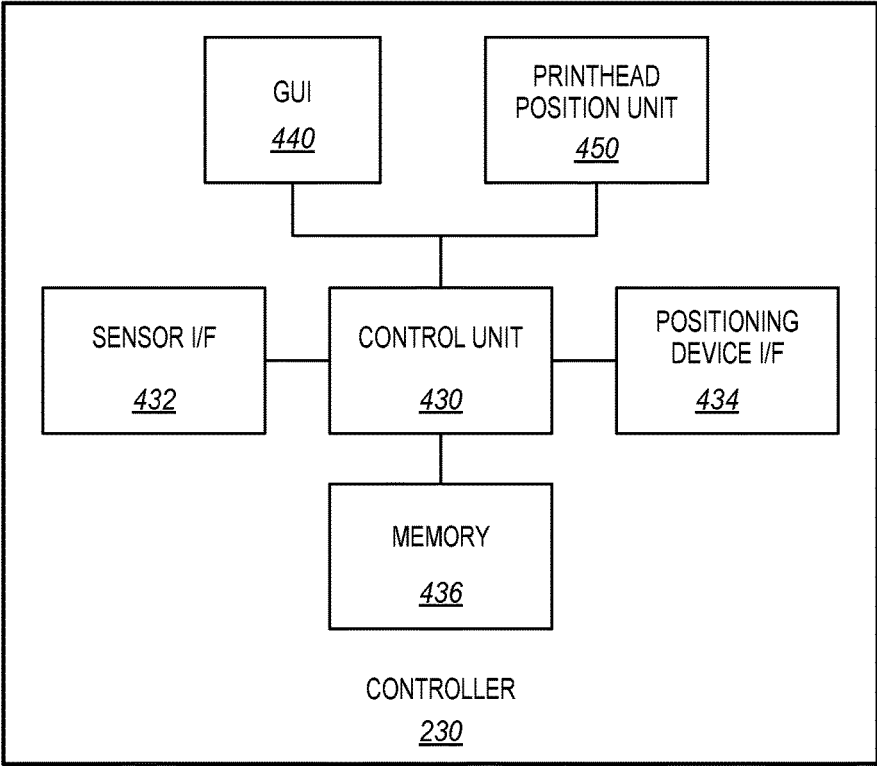 GUI
440
PRINTHEAD
POSITION UNIT
450
SENSOR I/F
432
CONTROL UNIT
430
POSITIONING
DEVICE I/F
434
MEMORY
436
CONTROLLER
230